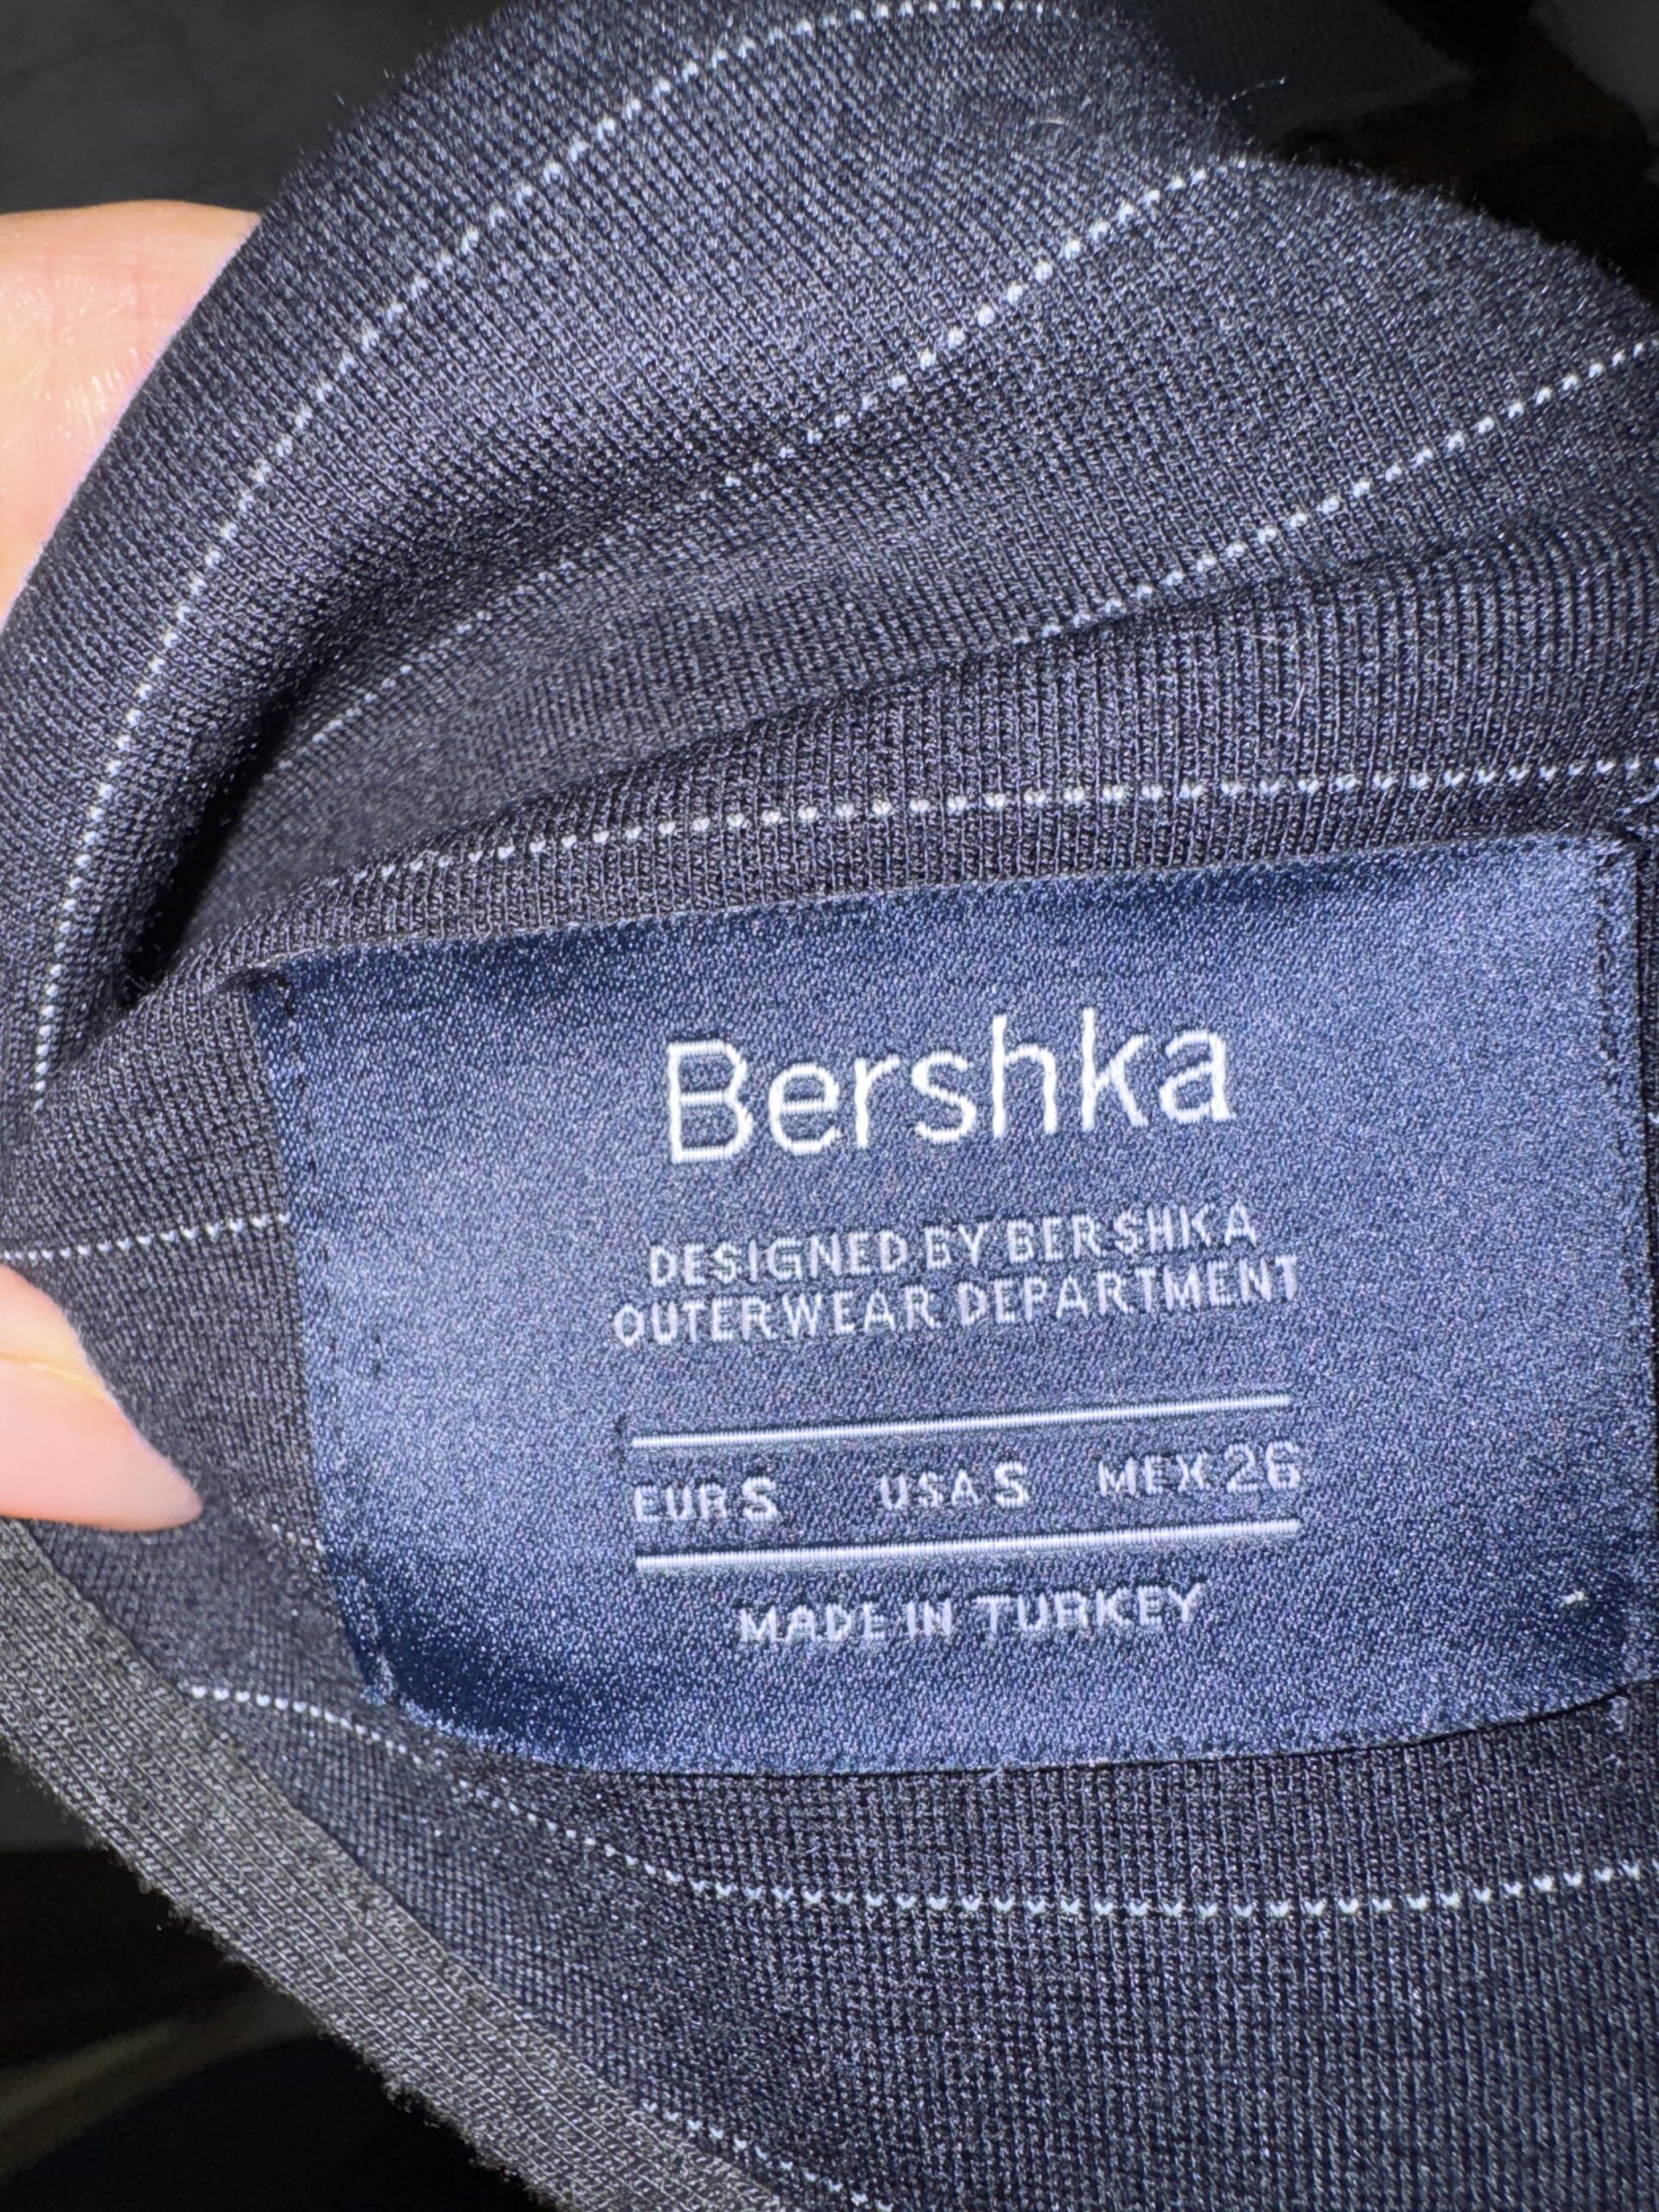 Bershka
DESIGNED BY BERSHKA
OUTERWEAR DEPARTMENT
EUR S USA S MEX 26
MADE IN TURKEY